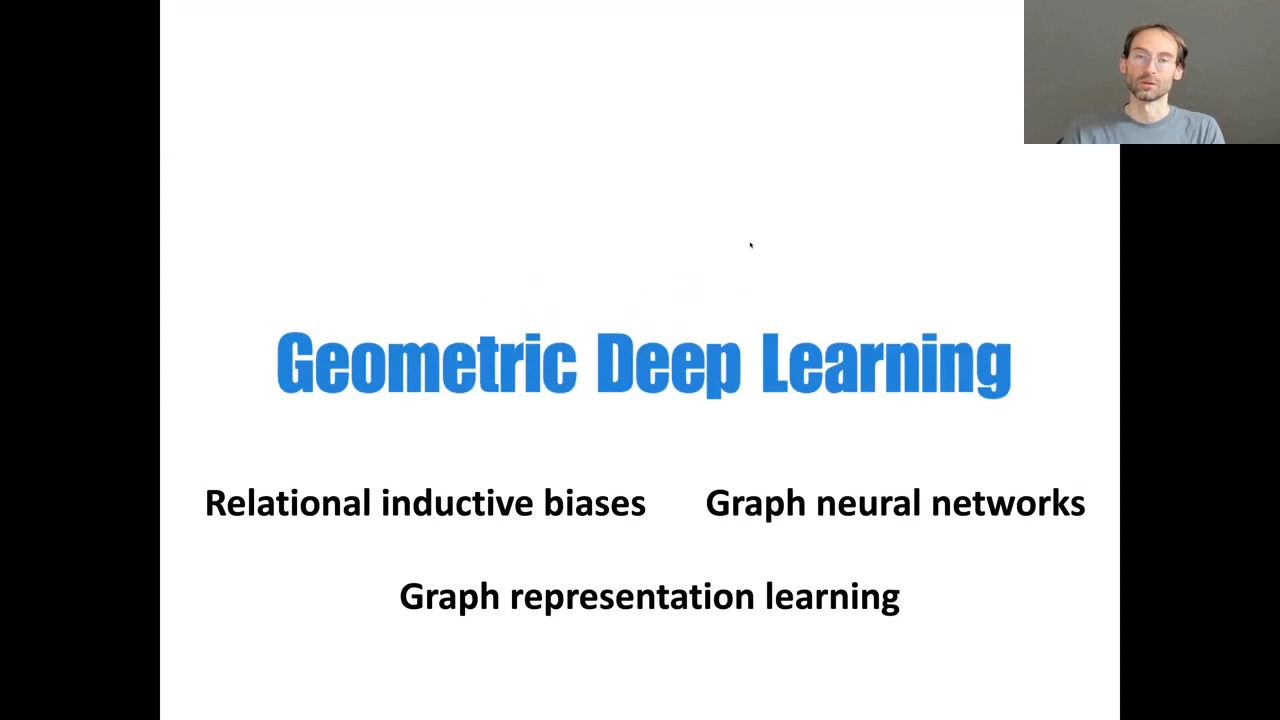 Geometric Deep Learning
Relational inductive biases Graph neural networks
Graph representation learning